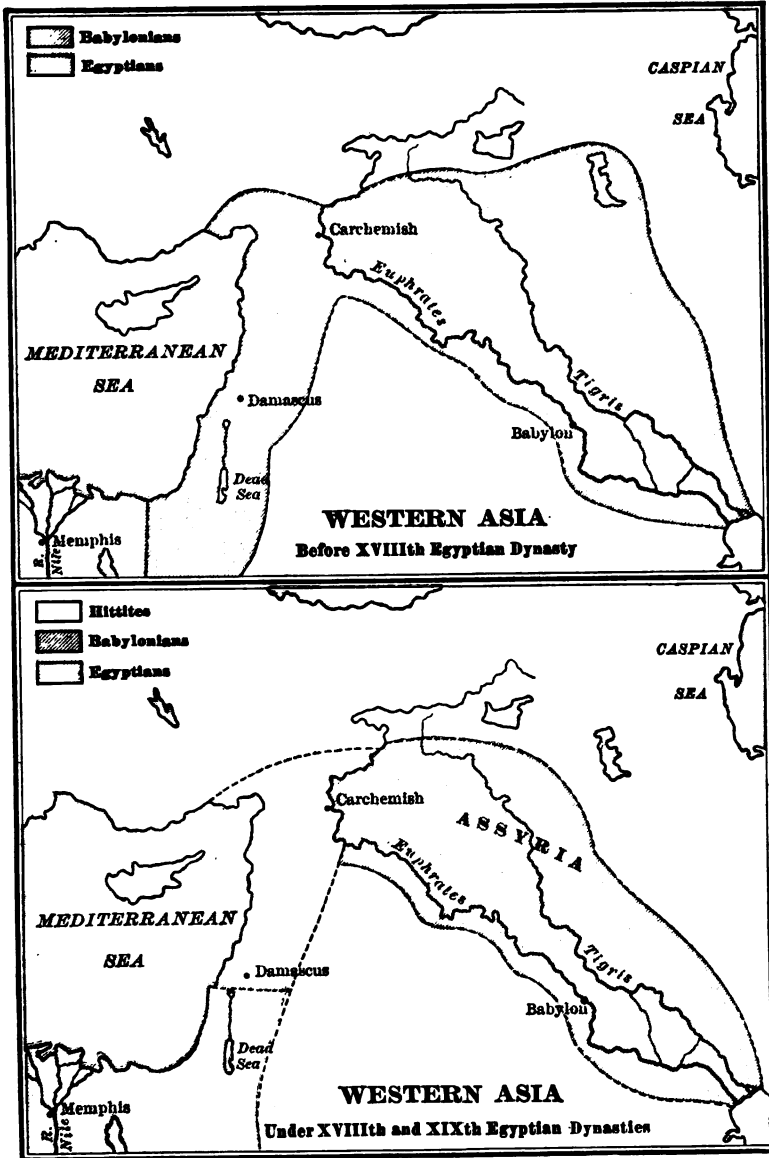 Babylonians
Egyptians
CASPIAN
SEA
Carchemish
Euphrates
MEDITERRANEAN
SEA
Tigris
Damascus
Babylon
Dead
Sea
WESTERN ASIA
Before XVIIIth Egyptian Dynasty
Memphis
R.
Nile
Hittites
Babylonians
Egyptians
CASPIAN
SEA
Carchemish
ASSYRIA
Euphrates
MEDITERRANEAN
SEA
Tigris
Damascus
Babylon
Dead
Sea
WESTERN ASIA
Under XVIIIth and XIXth Egyptian Dynasties
Memphis
R.
Nile